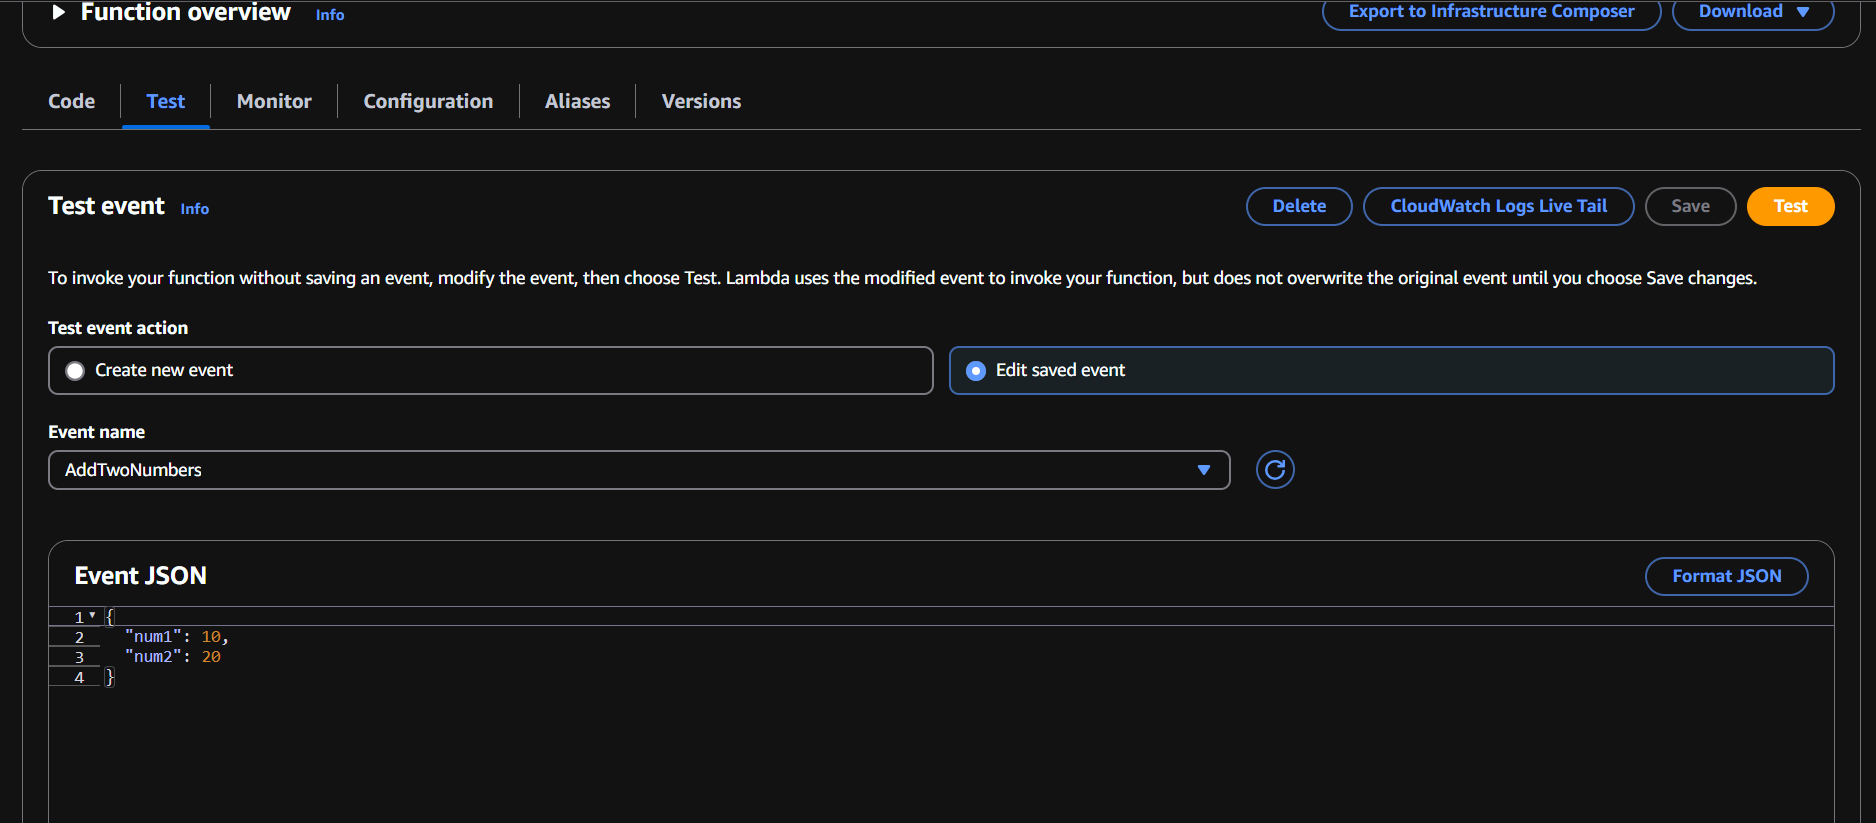 Function overview Info Export to Infrastructure Composer Download
Code Test Monitor Configuration Aliases Versions
Test event Info Delete CloudWatch Logs Live Tail Save Test
To invoke your function without saving an event, modify the event, then choose Test. Lambda uses the modified event to invoke your function, but does not overwrite the original event until you choose Save changes.
Test event action
Create new event Edit saved event
Event name
AddTwoNumbers
Event JSON Format JSON
1 {
2 "num1": 10,
3 "num2": 20
4 }